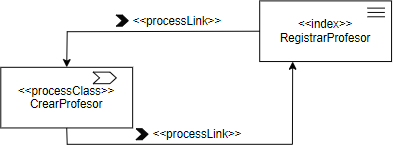 <<processLink>>
<<index>>
RegistrarProfesor
<<processClass>>
CrearProfesor
<<processLink>>